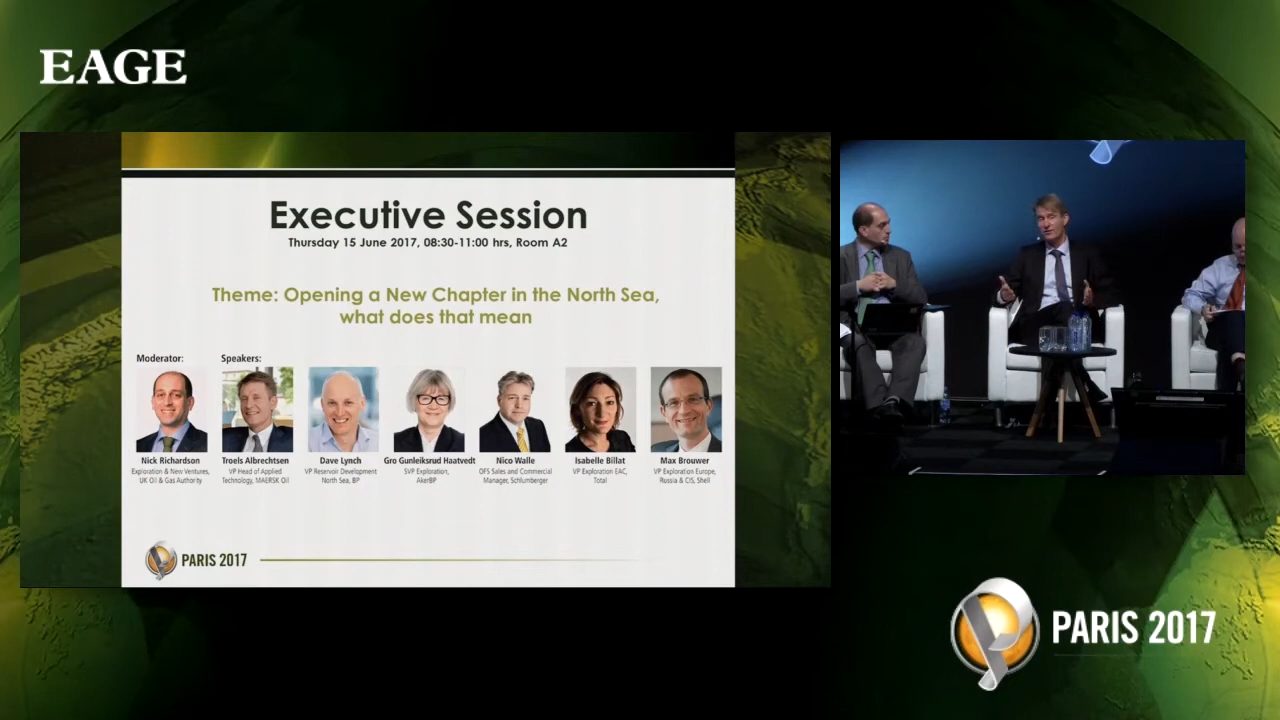 EAGE
Executive Session
Thursday 15 June 2017, 08:30-11:00 hrs, Room A2
Theme: Opening a New Chapter in the North Sea,
what does that mean
Moderator:
Speakers:
Nick Richardson
Exploration & New Ventures,
UK Oil & Gas Authority
Troels Albrechtsen
VP Head of Applied
Technology, MAERSK Oil
Dave Lynch
VP Reservoir Development
North Sea, BP
Gro Gunleiksrud Haatvedt
SVP Exploration,
AkerBP
Nico Walle
OFS Sales and Commercial
Manager, Schlumberger
Isabelle Billat
VP Exploration EAC,
Total
Max Brouwer
VP Exploration Europe,
Russia & CIS, Shell
PARIS 2017
PARIS 2017